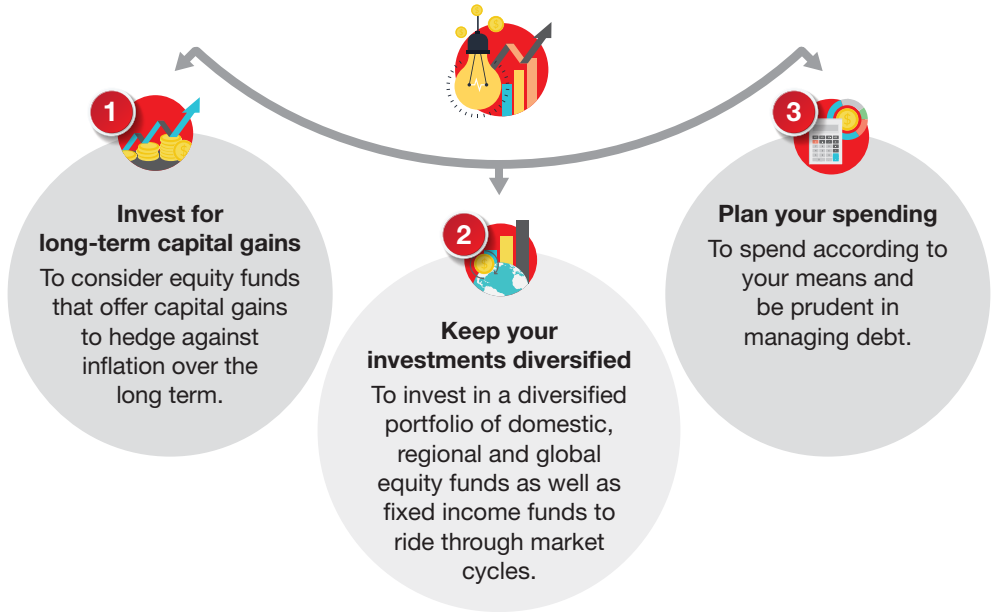 1
Invest for
long-term capital gains
To consider equity funds
that offer capital gains
to hedge against
inflation over the
long term.
2
Keep your
investments diversified
To invest in a diversified
portfolio of domestic,
regional and global
equity funds as well as
fixed income funds to
ride through market
cycles.
3
Plan your spending
To spend according to
your means and
be prudent in
managing debt.